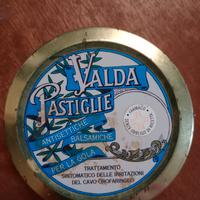 VALDA
PASTIGLIE
ANTISETTICHE
BALSAMICHE
PER LA GOLA
TRATTAMENTO
SINTOMATICO DELLE IRRITAZIONI
DEL CAVO OROFARINGEO